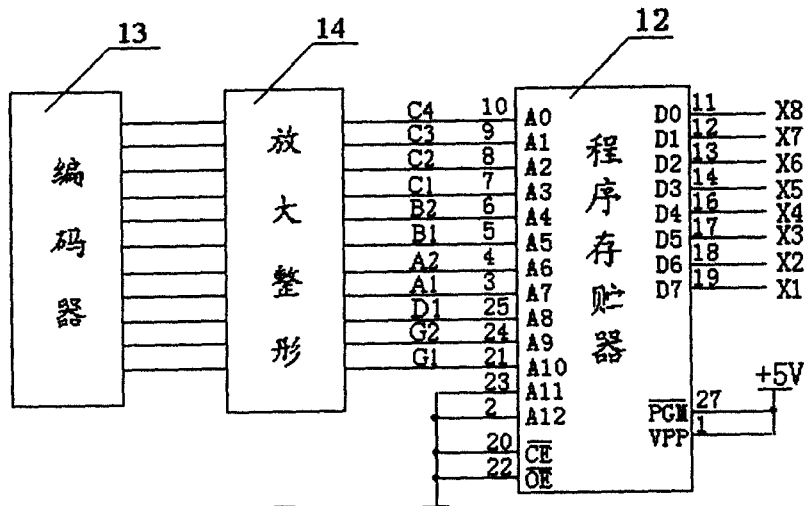 13
14
12
编码器
放大整形
程序存贮器
C4 10 A0
C3 9 A1
C2 8 A2
C1 7 A3
B2 6 A4
B1 5 A5
A2 4 A6
A1 3 A7
D1 25 A8
G2 24 A9
G1 21 A10
23 A11
2 A12
20 CE
22 OE
D0 11 X8
D1 12 X7
D2 13 X6
D3 14 X5
D4 16 X4
D5 17 X3
D6 18 X2
D7 19 X1
+5V
PGM 27
VPP 1